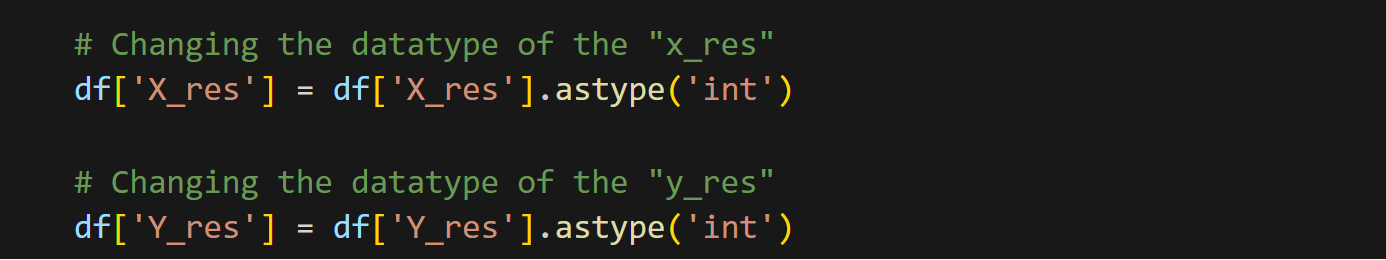 # Changing the datatype of the "x_res"
df['X_res'] = df['X_res'].astype('int')
# Changing the datatype of the "y_res"
df['Y_res'] = df['Y_res'].astype('int')